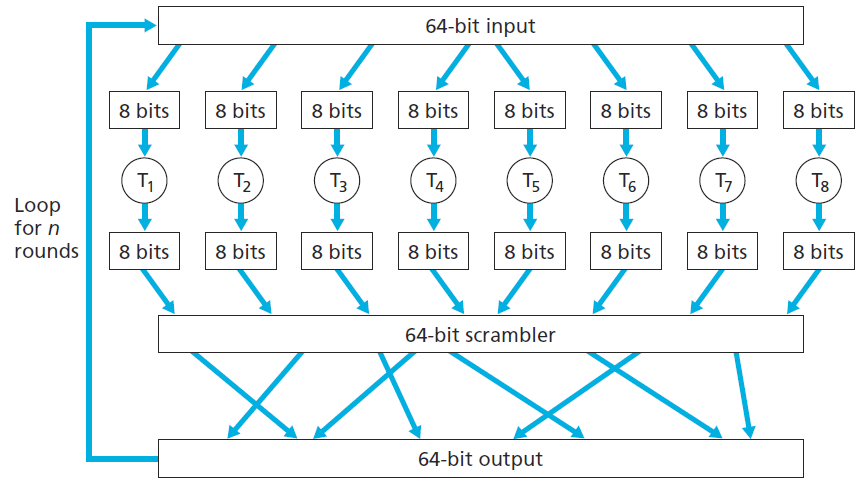 64-bit input
8 bits 8 bits 8 bits 8 bits 8 bits 8 bits 8 bits 8 bits
T1 T2 T3 T4 T5 T6 T7 T8
Loop
for n
rounds
8 bits 8 bits 8 bits 8 bits 8 bits 8 bits 8 bits 8 bits
64-bit scrambler
64-bit output